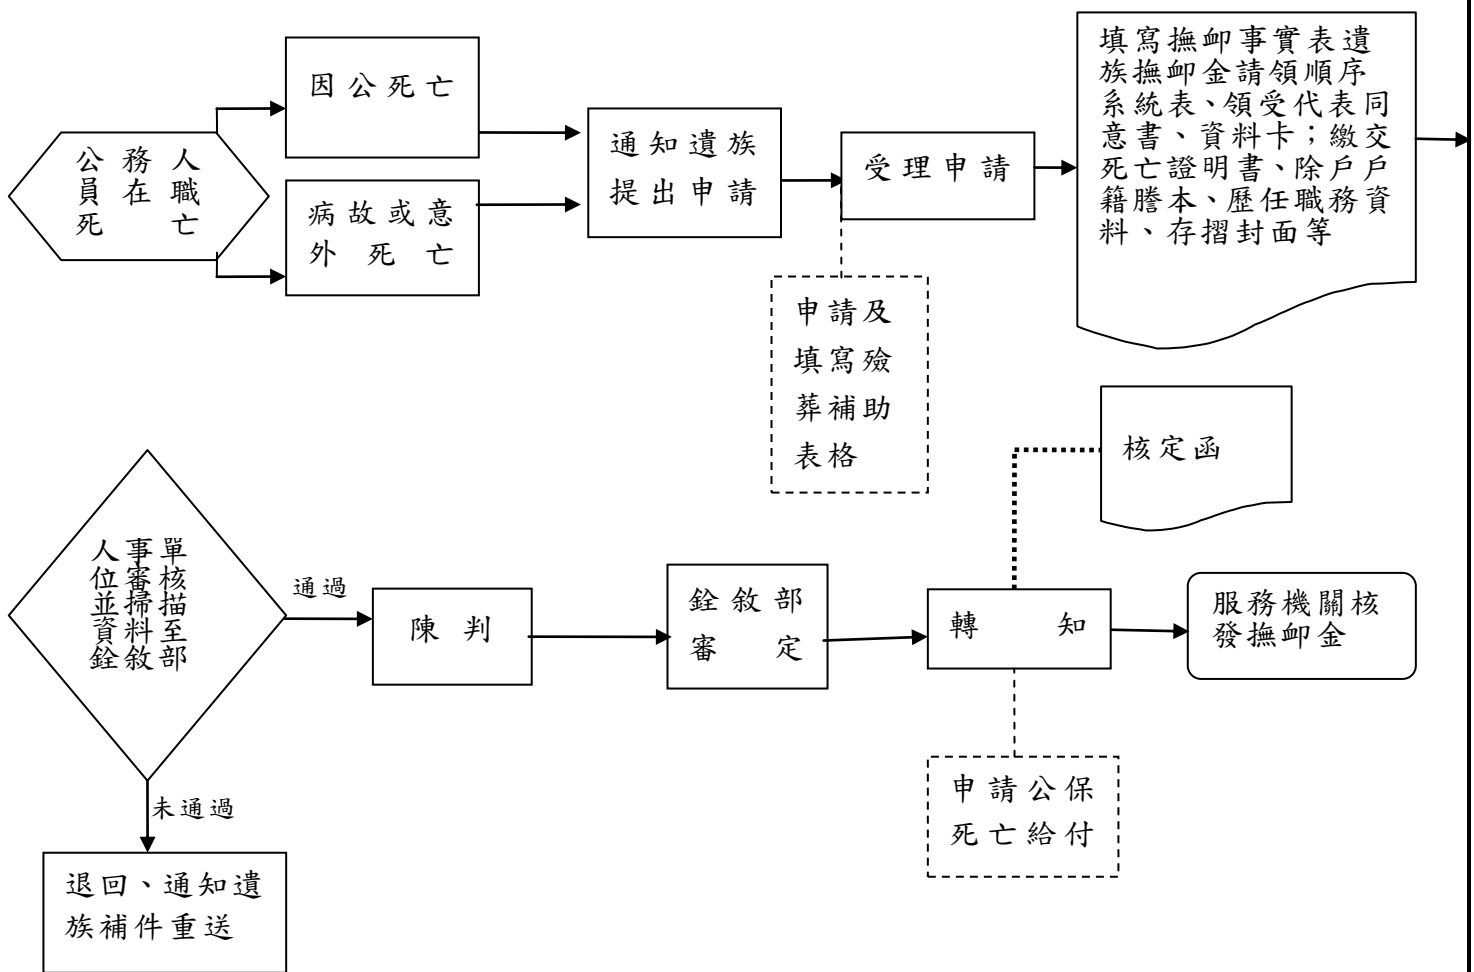 公務人
員在職
死亡
因公死亡
病故或意
外死亡
通知遺族
提出申請
受理申請
填寫撫卹事實表遺
族撫卹金請領順序
系統表、領受代表同
意書、資料卡；繳交
死亡證明書、除戶戶
籍謄本、歷任職務資
料、存摺封面等
申請及
填寫殮
葬補助
表格
核定函
人事單
位審核
並掃描
資料至
銓敘部
通過
陳判
銓敘部
審定
轉知
服務機關核
發撫卹金
未通過
申請公保
死亡給付
退回、通知遺
族補件重送